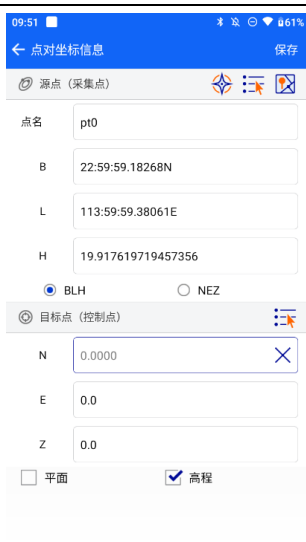 09:51 61%
点对坐标信息 保存
源点（采集点）
点名 pt0
B 22:59:59.18268N
L 113:59:59.38061E
H 19.917619719457356
BLH NEZ
目标点（控制点）
N 0.0000
E 0.0
Z 0.0
平面 高程